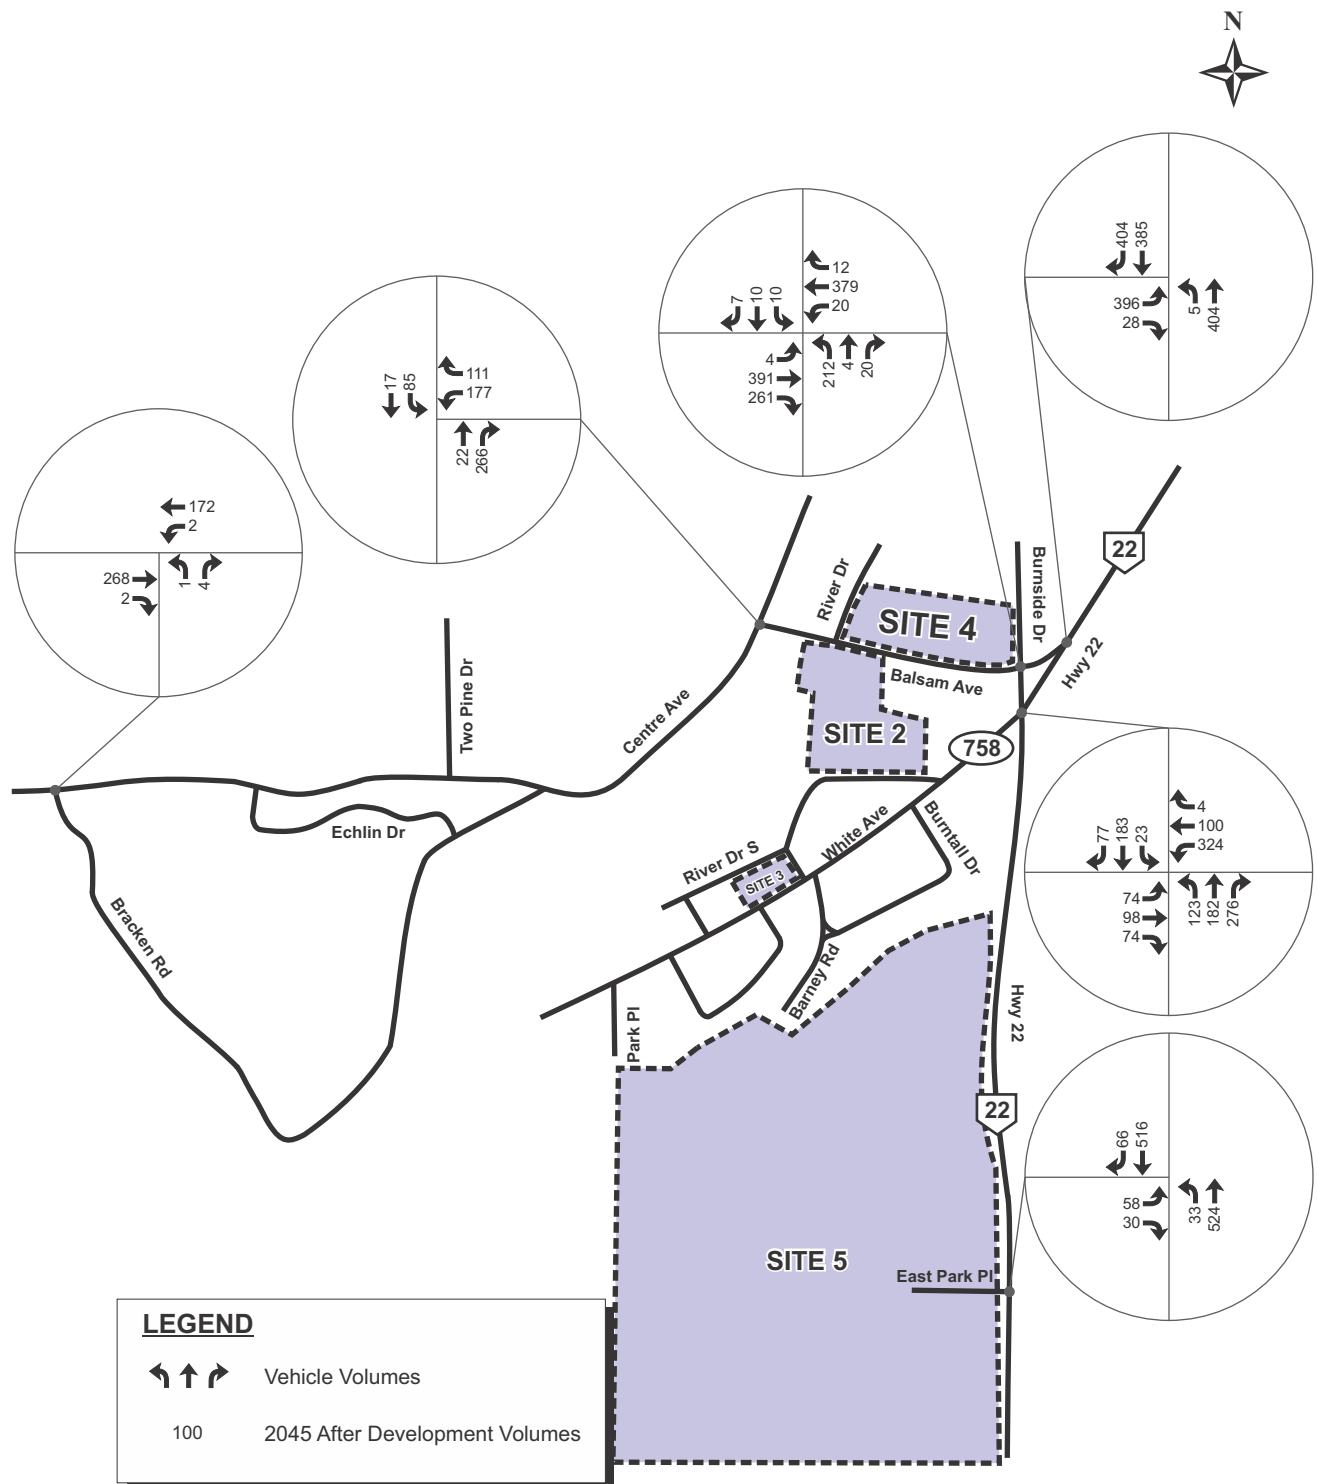 N
404
385
396
28
5
404
7
10
10
12
379
20
4
391
261
212
4
20
17
85
111
177
22
266
172
2
268
2
1
4
22
River Dr
Burnside Dr
SITE 4
Hwy 22
Balsam Ave
Two Pine Dr
Centre Ave
SITE 2
758
77
183
23
4
100
324
74
98
74
123
182
276
Echlin Dr
White Ave
Burntall Dr
River Dr S
SITE 3
Bracken Rd
Barney Rd
Hwy 22
Park Pl
22
66
516
58
30
33
524
SITE 5
East Park Pl
LEGEND
Vehicle Volumes
100 2045 After Development Volumes